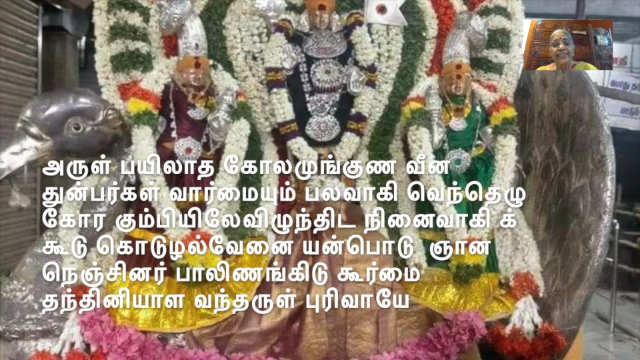 அருள் பயிலாத கோலமுங்குண வீன
துன்பர்கள் வார்மையும் பலவாகி வெந்தெழு
கோர கும்பியிலேவிழுந்திட நினைவாகி க்
கூடு கொடுழல்வேனை யன்பொடு ஞான
நெஞ்சினர் பாலிணங்கிடு கூர்மை
தந்தினியாள வந்தருள் புரிவாயே